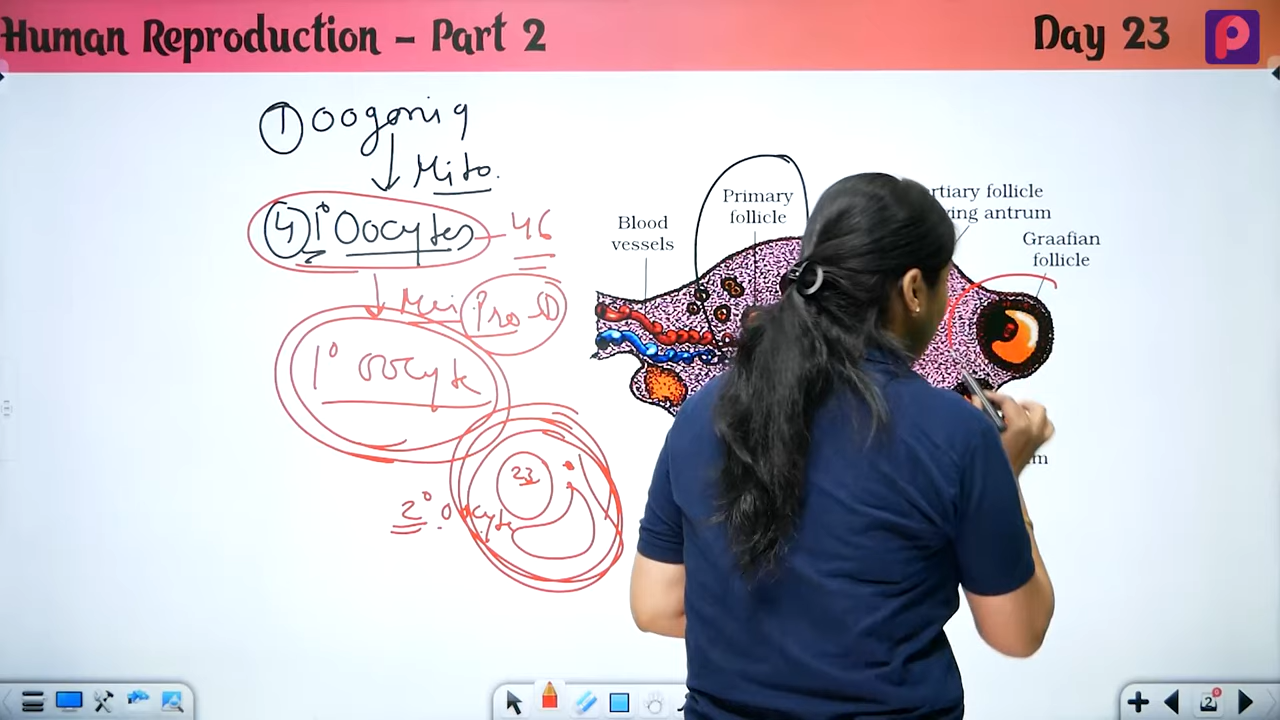 Human Reproduction – Part 2
Day 23
① Oogonia
Mito.
④ 1° Oocytes – 46
Mei Pro-I
1° oocyte
23
2° Oocyte
Blood
vessels
Primary
follicle
rtiary follicle
ving antrum
Graafian
follicle
m
2